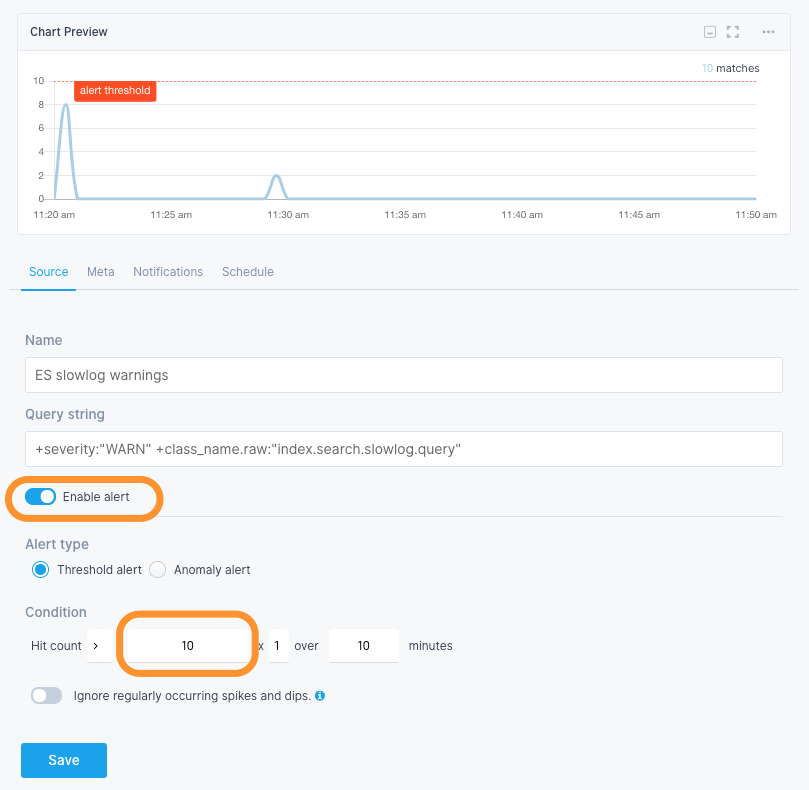 Chart Preview
10 matches
10
alert threshold
8
6
4
2
0
11:20 am 11:25 am 11:30 am 11:35 am 11:40 am 11:45 am 11:50 am
Source Meta Notifications Schedule
Name
ES slowlog warnings
Query string
+severity:"WARN" +class_name.raw:"index.search.slowlog.query"
Enable alert
Alert type
Threshold alert Anomaly alert
Condition
Hit count > 10 x 1 over 10 minutes
Ignore regularly occurring spikes and dips.
Save